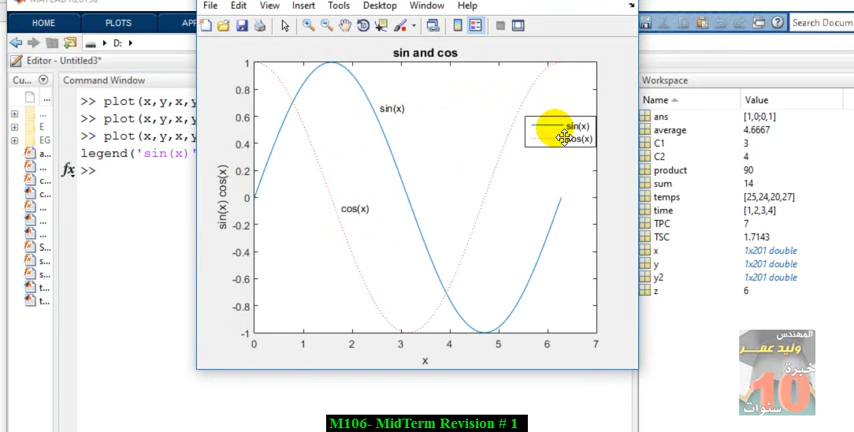 HOME
PLOTS
Search Docum
File Edit View Insert Tools Desktop Window Help
D:
Editor - Untitled3*
Cu...
Command Window
>> plot(x,y,x,y
>> plot(x,y,x,y
>> plot(x,y,x,y
legend('sin(x)'
fx >>
...
E
EG
a...
...
c...
c...
...
...
...
S...
s...
s...
t...
t...
sin and cos
sin(x) cos(x)
1
0.8
0.6
0.4
0.2
0
-0.2
-0.4
-0.6
-0.8
-1
sin(x)
cos(x)
sin(x)
cos(x)
0 1 2 3 4 5 6 7
x
Workspace
Name Value
ans [1,0;0,1]
average 4.6667
C1 3
C2 4
product 90
sum 14
temps [25,24,20,27]
time [1,2,3,4]
TPC 7
TSC 1.7143
x 1x201 double
y 1x201 double
y2 1x201 double
z 6
المهندس
وليد عمر
خبرة
10
سنوات
M106- MidTerm Revision # 1